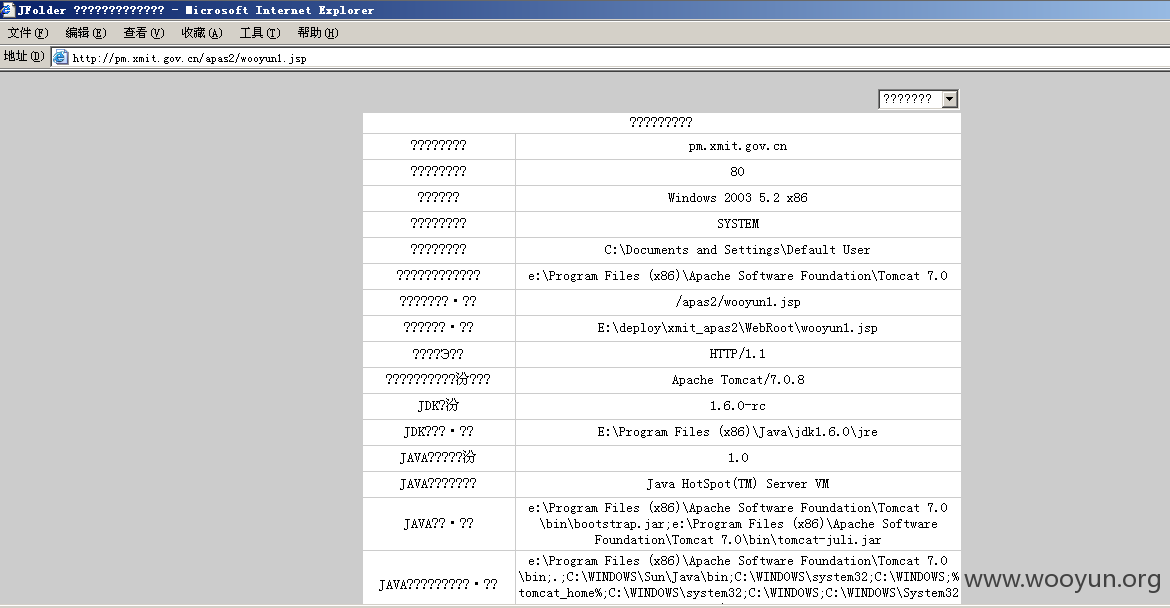 JFolder ????????????? - Microsoft Internet Explorer
文件(F) 编辑(E) 查看(V) 收藏(A) 工具(T) 帮助(H)
地址(D) http://pm.xmit.gov.cn/apas2/wooyun1.jsp
???????
?????????
???????? pm.xmit.gov.cn
???????? 80
?????? Windows 2003 5.2 x86
???????? SYSTEM
???????? C:\Documents and Settings\Default User
???????????? e:\Program Files (x86)\Apache Software Foundation\Tomcat 7.0
???????·?? /apas2/wooyun1.jsp
??????·?? E:\deploy\xmit_apas2\WebRoot\wooyun1.jsp
????Э?? HTTP/1.1
??????????汾??? Apache Tomcat/7.0.8
JDK?汾 1.6.0-rc
JDK???·?? E:\Program Files (x86)\Java\jdk1.6.0\jre
JAVA?????汾 1.0
JAVA??????? Java HotSpot(TM) Server VM
e:\Program Files (x86)\Apache Software Foundation\Tomcat 7.0
JAVA??·?? \bin\bootstrap.jar;e:\Program Files (x86)\Apache Software
Foundation\Tomcat 7.0\bin\tomcat-juli.jar
e:\Program Files (x86)\Apache Software Foundation\Tomcat 7.0
JAVA?????????·?? \bin;.;C:\WINDOWS\Sun\Java\bin;C:\WINDOWS\system32;C:\WINDOWS;%
tomcat_home%;C:\WINDOWS\system32;C:\WINDOWS;C:\WINDOWS\System32
www.wooyun.org